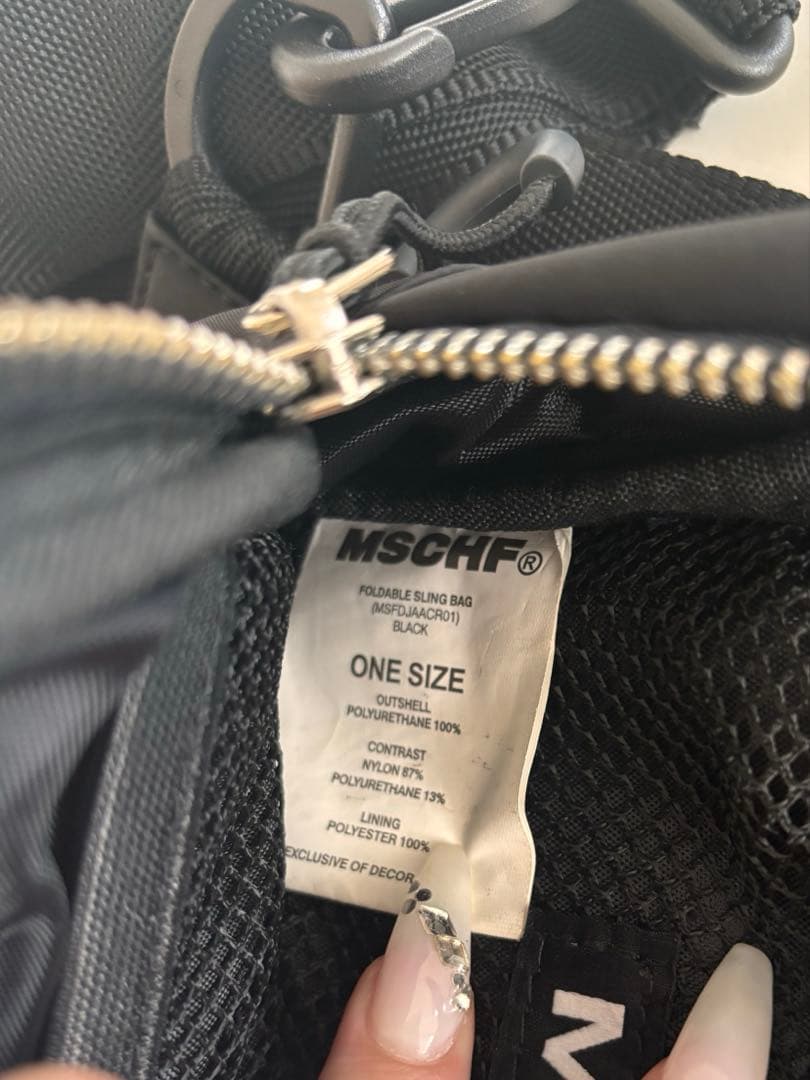 MSCHF®
FOLDABLE SLING BAG
(MSFDJAACR01)
BLACK
ONE SIZE
OUTSHELL
POLYURETHANE 100%
CONTRAST
NYLON 87%
POLYURETHANE 13%
LINING
POLYESTER 100%
EXCLUSIVE OF DECOR
M